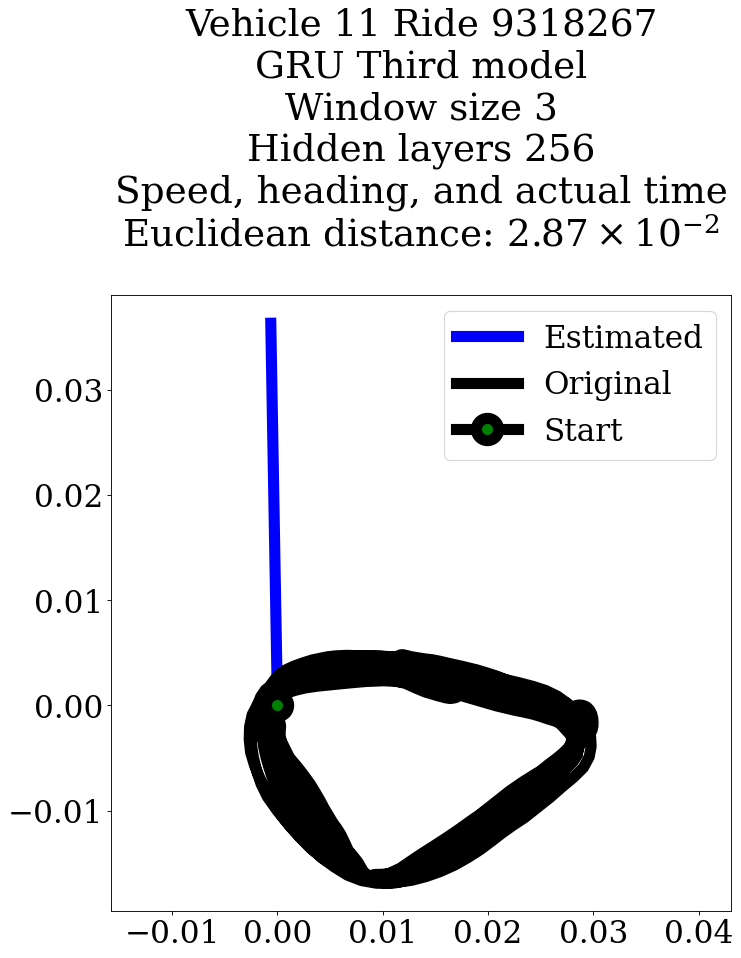 Vehicle 11 Ride 9318267
GRU Third model
Window size 3
Hidden layers 256
Speed, heading, and actual time
Euclidean distance: 2.87 × 10⁻²
Estimated
Original
Start
0.03
0.02
0.01
0.00
−0.01
−0.01 0.00 0.01 0.02 0.03 0.04